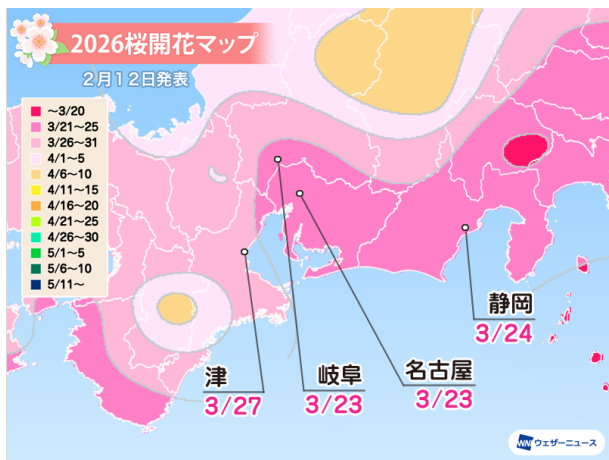 2026桜開花マップ
2月12日発表
～3/20
3/21～25
3/26～31
4/1～5
4/6～10
4/11～15
4/16～20
4/21～25
4/26～30
5/1～5
5/6～10
5/11～
静岡
3/24
津
3/27
岐阜
3/23
名古屋
3/23
WN ウェザーニュース